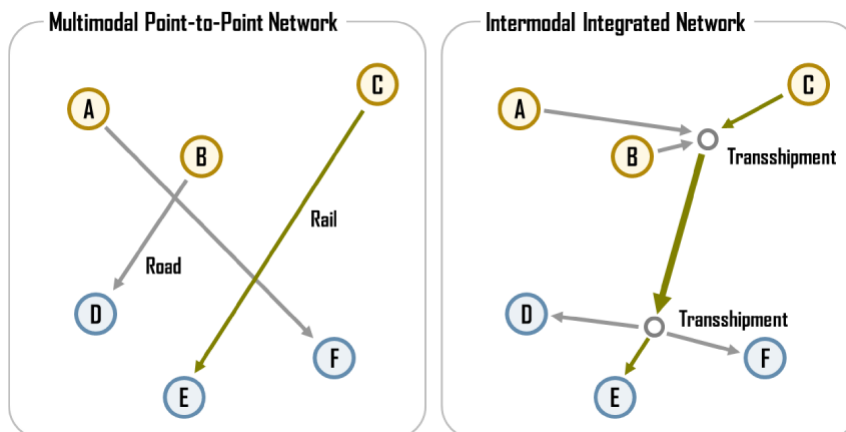 Multimodal Point-to-Point Network
A
B
C
Road
Rail
D
E
F
Intermodal Integrated Network
A
B
C
Transshipment
Transshipment
D
E
F